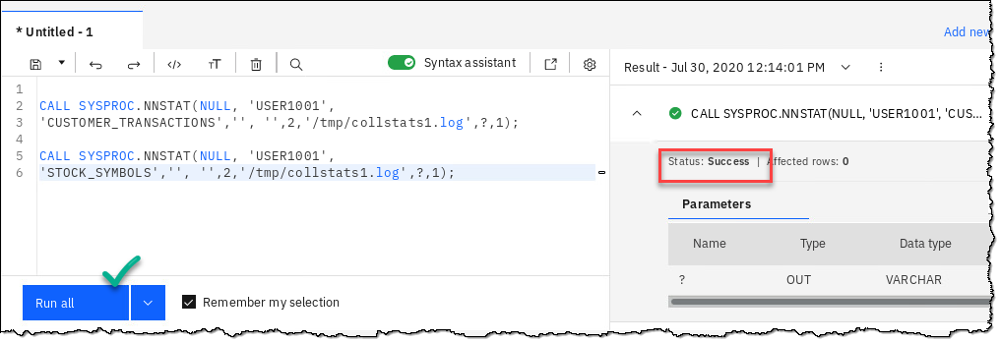 * Untitled - 1
Add new
Syntax assistant
1
2 CALL SYSPROC.NNSTAT(NULL, 'USER1001',
3 'CUSTOMER_TRANSACTIONS','', '',2,'/tmp/collstats1.log',?,1);
4
5 CALL SYSPROC.NNSTAT(NULL, 'USER1001',
6 'STOCK_SYMBOLS','', '',2,'/tmp/collstats1.log',?,1);
Run all
Remember my selection
Result - Jul 30, 2020 12:14:01 PM
CALL SYSPROC.NNSTAT(NULL, 'USER1001', 'CUS...
Status: Success | Affected rows: 0
Parameters
Name Type Data type
? OUT VARCHAR